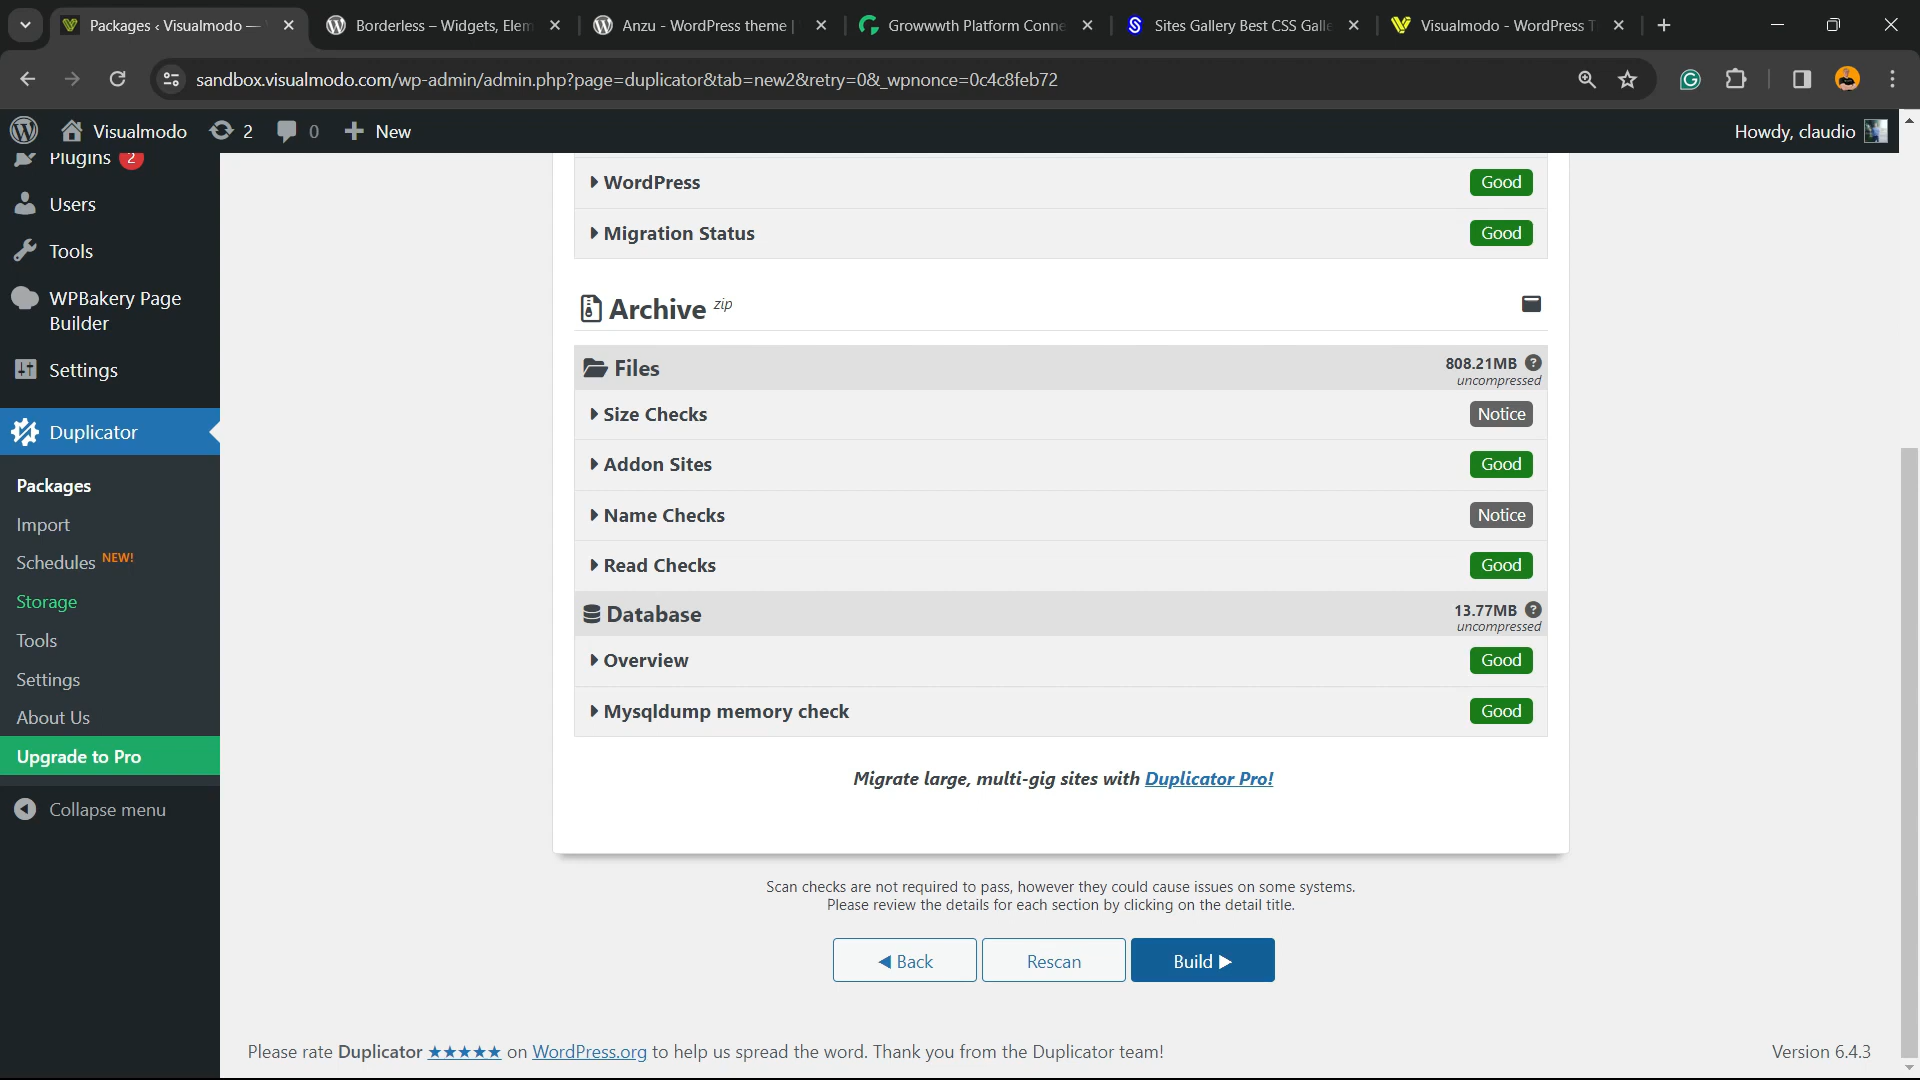 Packages ‹ Visualmodo —
Borderless – Widgets, Elem
Anzu - WordPress theme |
Growwwth Platform Conne
Sites Gallery Best CSS Galle
Visualmodo - WordPress T
sandbox.visualmodo.com/wp-admin/admin.php?page=duplicator&tab=new2&retry=0&_wpnonce=0c4c8feb72
Visualmodo
2
0
New
Howdy, claudio
Plugins 2
Users
Tools
WPBakery Page
Builder
Settings
Duplicator
Packages
Import
Schedules NEW!
Storage
Tools
Settings
About Us
Upgrade to Pro
Collapse menu
WordPress Good
Migration Status Good
Archive zip
Files 808.21MB
uncompressed
Size Checks Notice
Addon Sites Good
Name Checks Notice
Read Checks Good
Database 13.77MB
uncompressed
Overview Good
Mysqldump memory check Good
Migrate large, multi-gig sites with Duplicator Pro!
Scan checks are not required to pass, however they could cause issues on some systems.
Please review the details for each section by clicking on the detail title.
◀ Back
Rescan
Build ▶
Please rate Duplicator ★★★★★ on WordPress.org to help us spread the word. Thank you from the Duplicator team!
Version 6.4.3